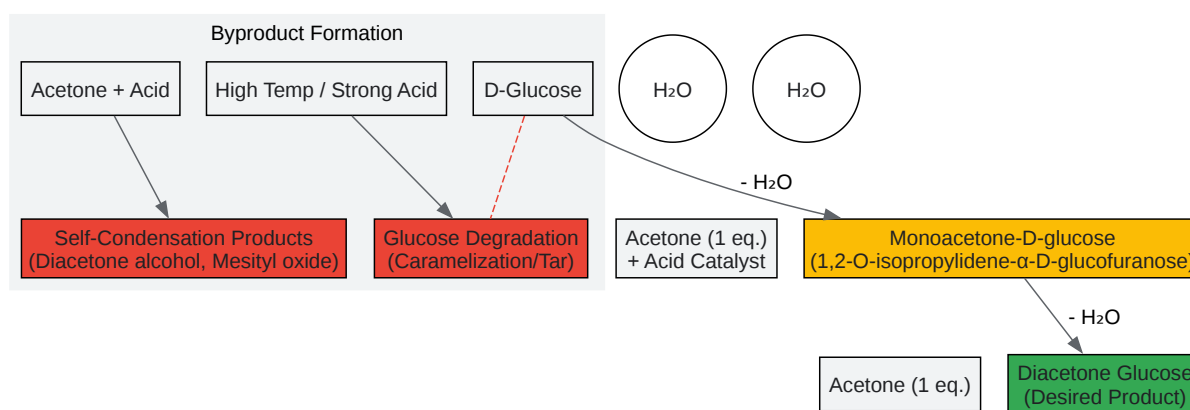 Byproduct Formation
Acetone + Acid
High Temp / Strong Acid
D-Glucose
H₂O
H₂O
- H₂O
Self-Condensation Products
(Diacetone alcohol, Mesityl oxide)
Glucose Degradation
(Caramelization/Tar)
Acetone (1 eq.)
+ Acid Catalyst
Monoacetone-D-glucose
(1,2-O-isopropylidene-α-D-glucofuranose)
- H₂O
Acetone (1 eq.)
Diacetone Glucose
(Desired Product)